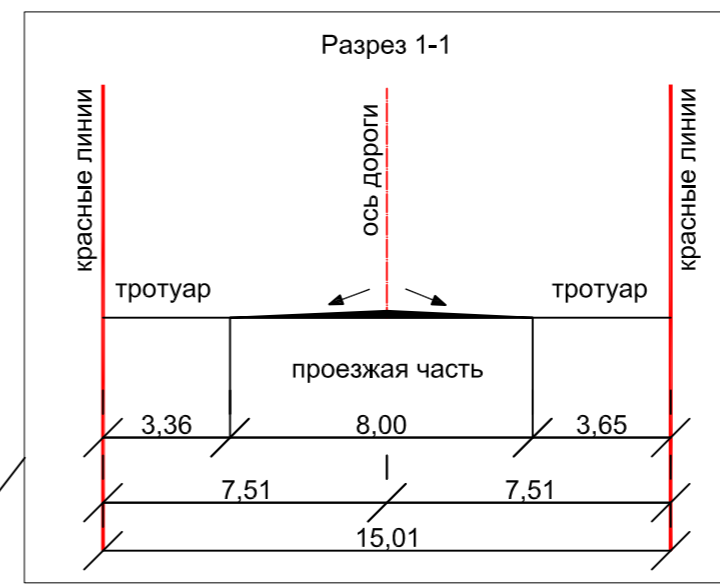 Разрез 1-1
красные линии
ось дороги
красные линии
тротуар
тротуар
проезжая часть
3,36
8,00
3,65
7,51
7,51
15,01